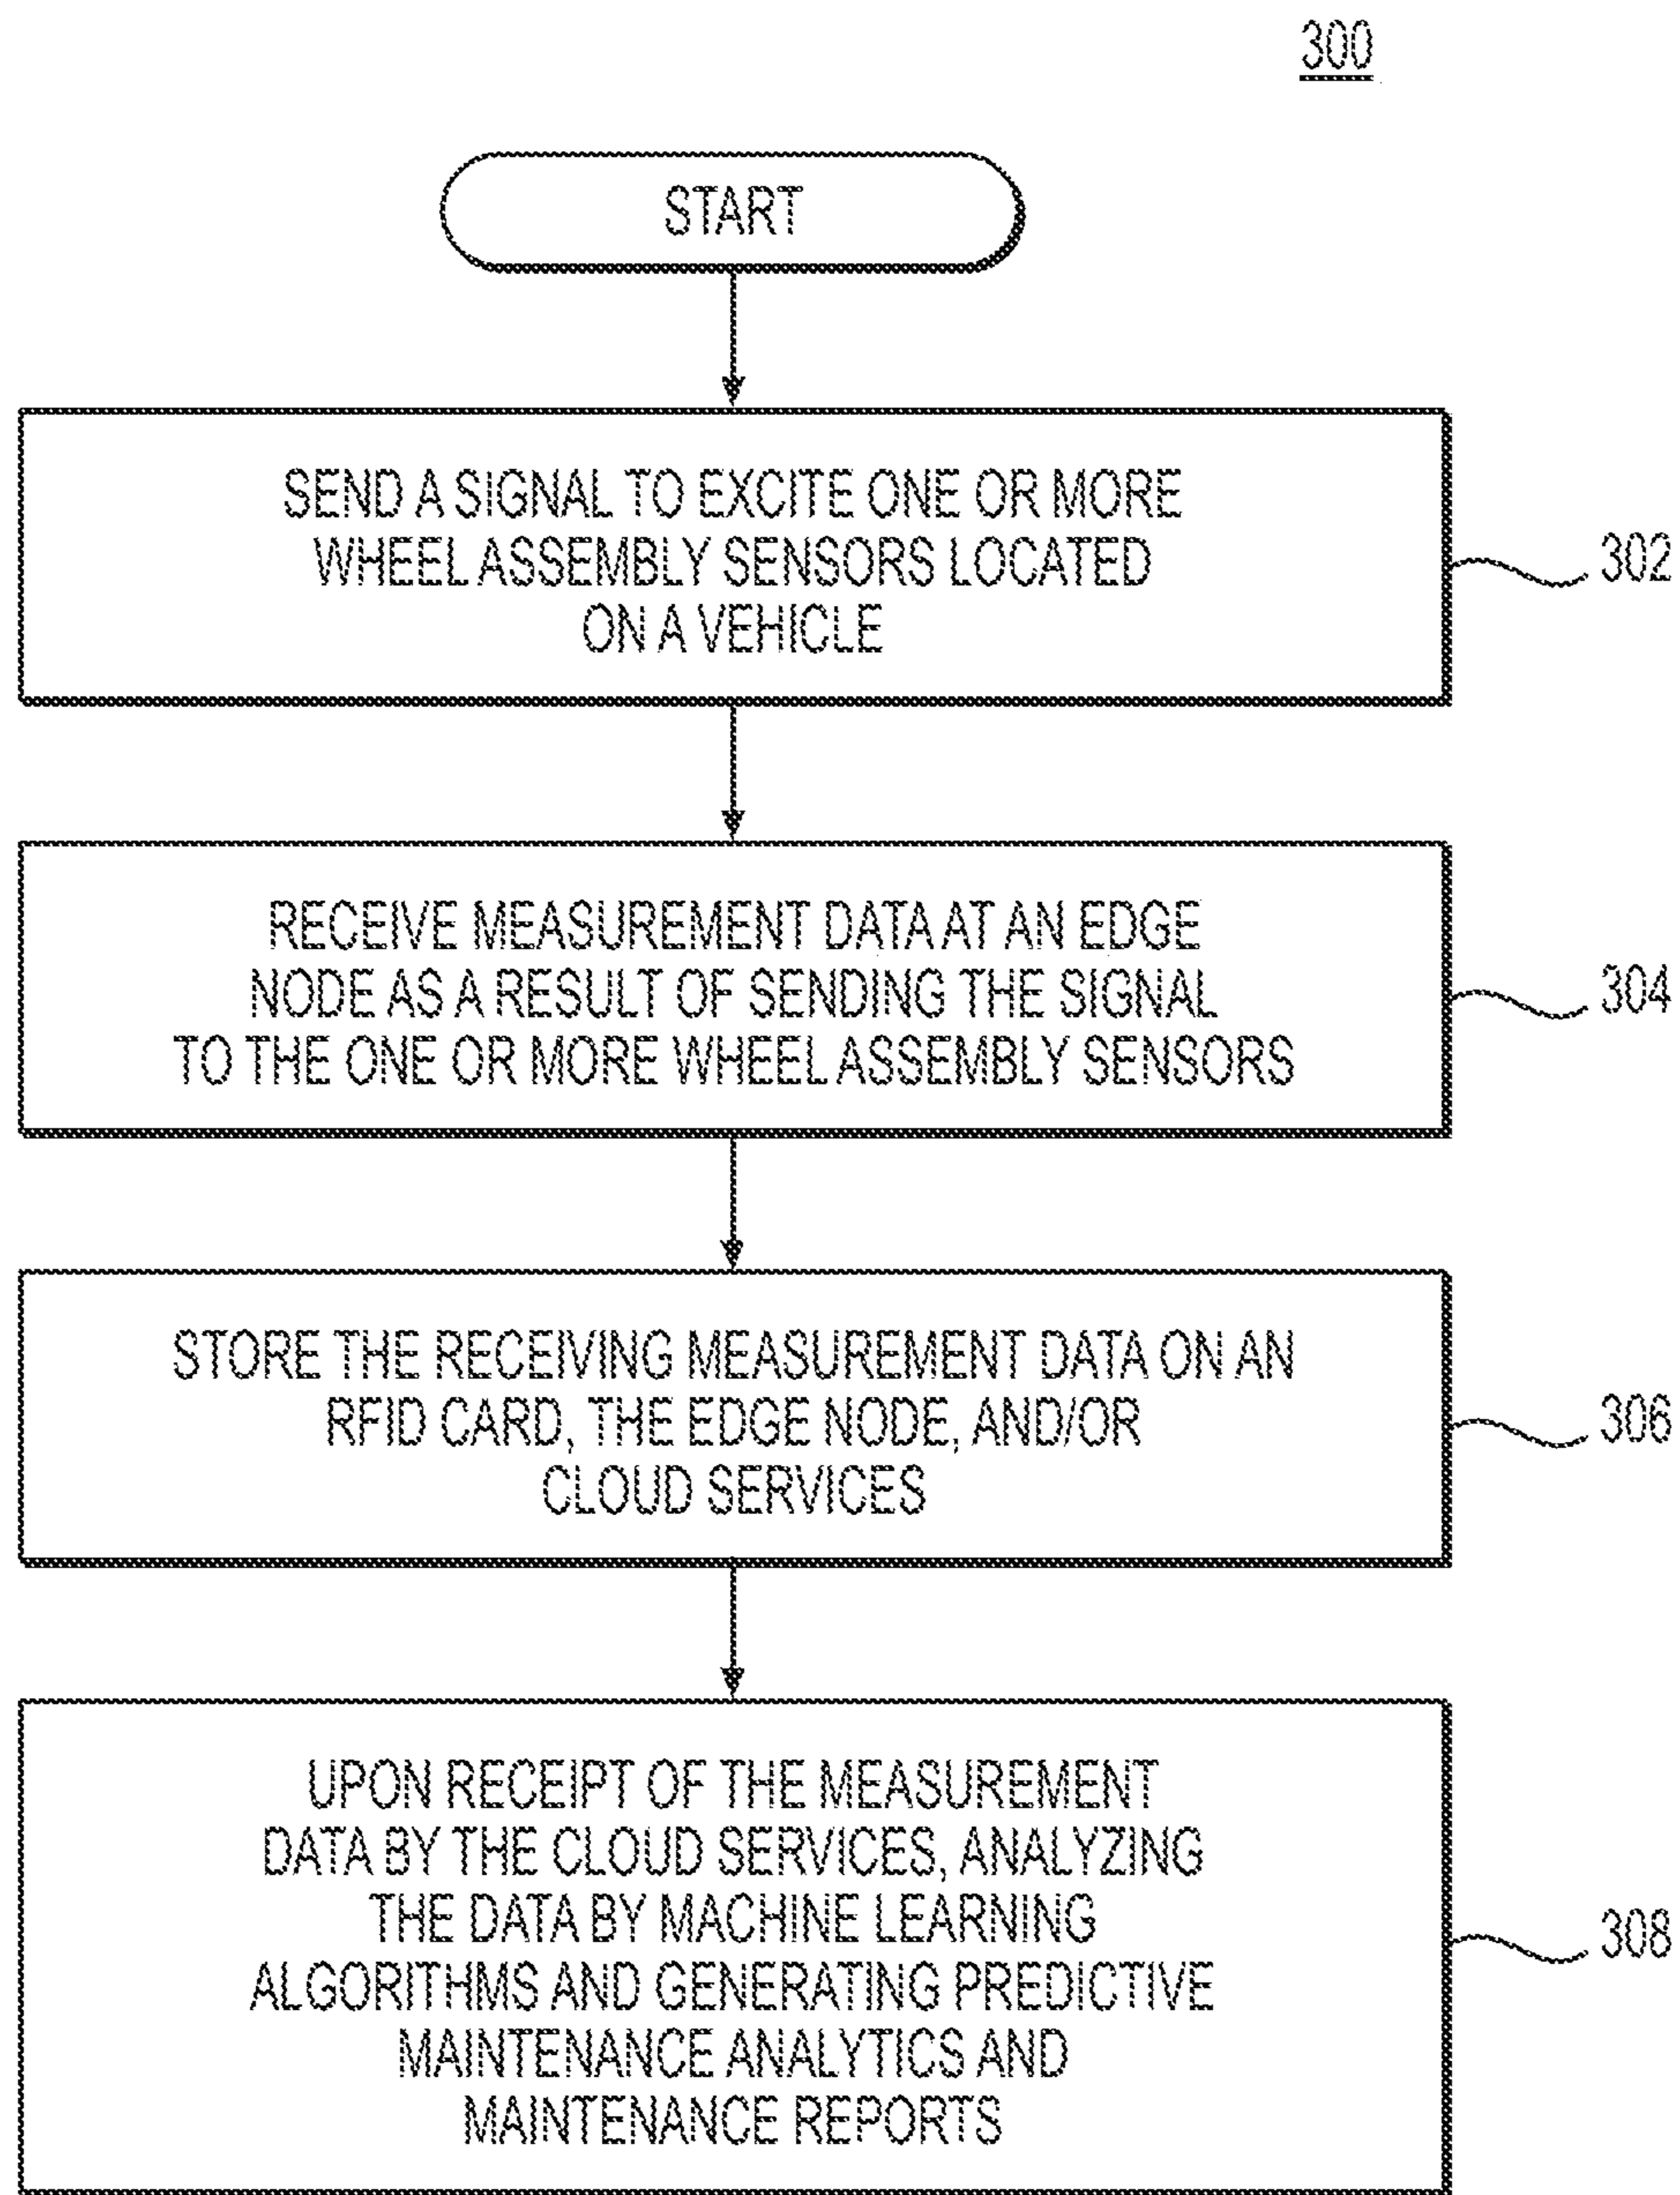 300
START
SEND A SIGNAL TO EXCITE ONE OR MORE
WHEEL ASSEMBLY SENSORS LOCATED
ON A VEHICLE
302
RECEIVE MEASUREMENT DATA AT AN EDGE
NODE AS A RESULT OF SENDING THE SIGNAL
TO THE ONE OR MORE WHEEL ASSEMBLY SENSORS
304
STORE THE RECEIVING MEASUREMENT DATA ON AN
RFID CARD, THE EDGE NODE, AND/OR
CLOUD SERVICES
306
UPON RECEIPT OF THE MEASUREMENT
DATA BY THE CLOUD SERVICES, ANALYZING
THE DATA BY MACHINE LEARNING
ALGORITHMS AND GENERATING PREDICTIVE
MAINTENANCE ANALYTICS AND
MAINTENANCE REPORTS
308